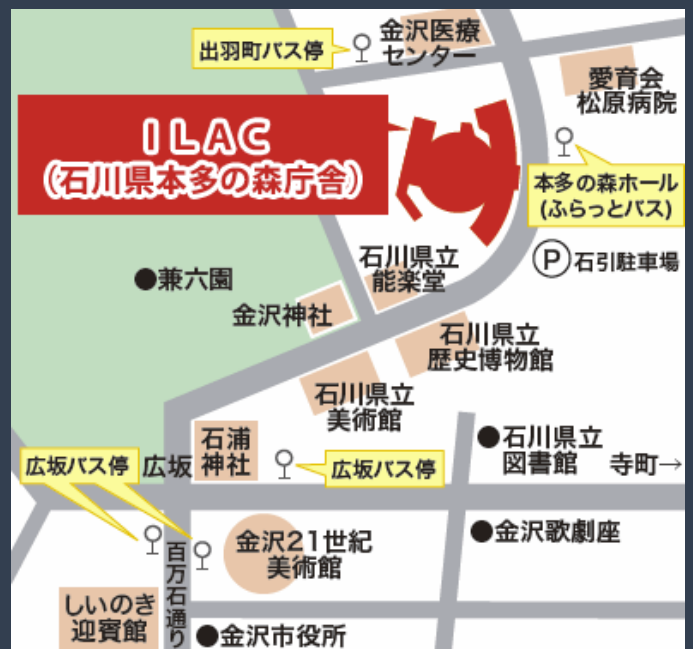 金沢医療
センター
出羽町バス停
愛育会
松原病院
ILAC
(石川県本多の森庁舎)
本多の森ホール
(ふらっとバス)
石川県立
能楽堂
P 石引駐車場
●兼六園
金沢神社
石川県立
歴史博物館
石川県立
美術館
石浦
神社
●石川県立
図書館
寺町→
広坂バス停
広坂
広坂バス停
●金沢歌劇座
金沢21世紀
美術館
百万石通り
しいのき
迎賓館
●金沢市役所